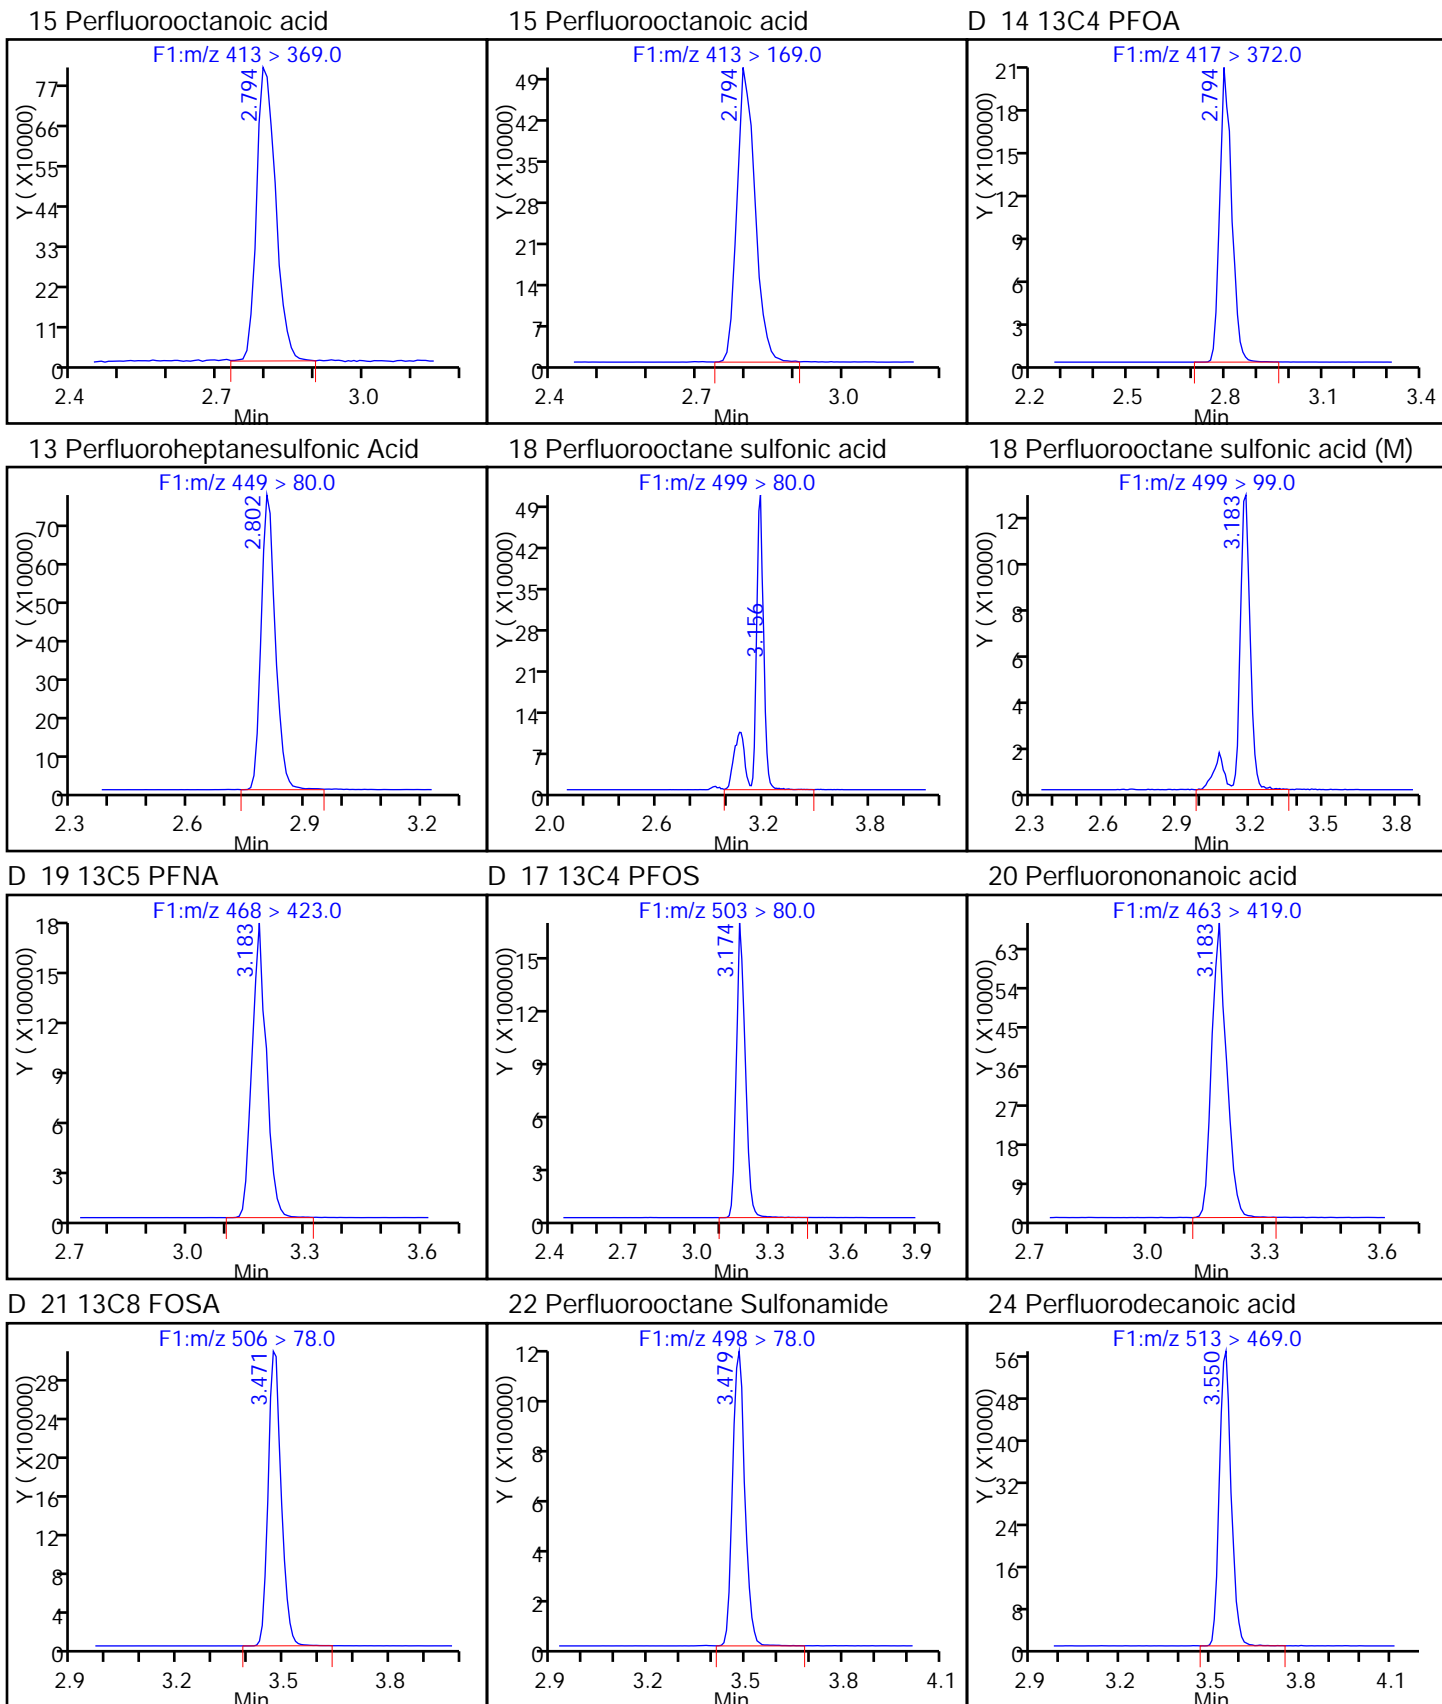 15 Perfluorooctanoic acid
F1:m/z 413 > 369.0
2.794
Y ( X10000)
77
66
55
44
33
22
11
0
2.4 2.7 3.0
Min
15 Perfluorooctanoic acid
F1:m/z 413 > 169.0
2.794
Y ( X10000)
49
42
35
28
21
14
7
0
2.4 2.7 3.0
Min
D 14 13C4 PFOA
F1:m/z 417 > 372.0
2.794
Y ( X100000)
21
18
15
12
9
6
3
0
2.2 2.5 2.8 3.1 3.4
Min
13 Perfluoroheptanesulfonic Acid
F1:m/z 449 > 80.0
2.802
Y ( X10000)
70
60
50
40
30
20
10
0
2.3 2.6 2.9 3.2
Min
18 Perfluorooctane sulfonic acid
F1:m/z 499 > 80.0
3.156
Y ( X10000)
49
42
35
28
21
14
7
0
2.0 2.6 3.2 3.8
Min
18 Perfluorooctane sulfonic acid (M)
F1:m/z 499 > 99.0
3.183
Y ( X10000)
12
10
8
6
4
2
0
2.3 2.6 2.9 3.2 3.5 3.8
Min
D 19 13C5 PFNA
F1:m/z 468 > 423.0
3.183
Y ( X100000)
18
15
12
9
6
3
0
2.7 3.0 3.3 3.6
Min
D 17 13C4 PFOS
F1:m/z 503 > 80.0
3.174
Y ( X100000)
15
12
9
6
3
0
2.4 2.7 3.0 3.3 3.6 3.9
Min
20 Perfluorononanoic acid
F1:m/z 463 > 419.0
3.183
Y ( X10000)
63
54
45
36
27
18
9
0
2.7 3.0 3.3 3.6
Min
D 21 13C8 FOSA
F1:m/z 506 > 78.0
3.471
Y ( X100000)
28
24
20
16
12
8
4
0
2.9 3.2 3.5 3.8
Min
22 Perfluorooctane Sulfonamide
F1:m/z 498 > 78.0
3.479
Y ( X100000)
12
10
8
6
4
2
0
2.9 3.5 4.1
Min
24 Perfluorodecanoic acid
F1:m/z 513 > 469.0
3.550
Y ( X10000)
56
48
40
32
24
16
8
0
2.9 3.2 3.5 3.8 4.1
Min